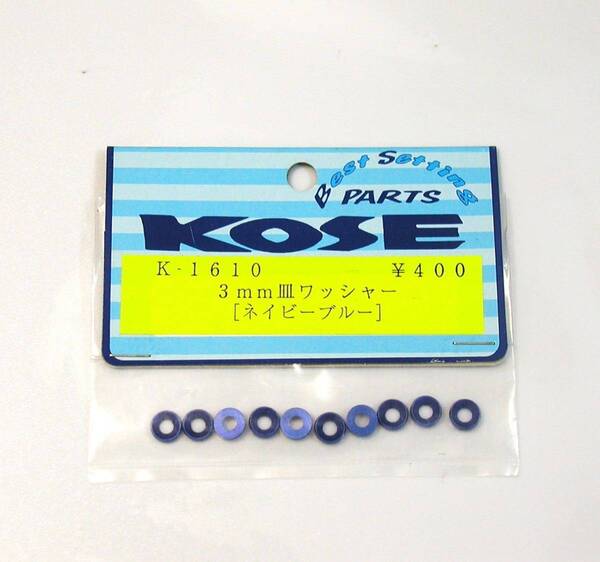 Best Setting
PARTS
KOSE
K-1610 ¥400
3mm皿ワッシャー
[ネイビーブルー]